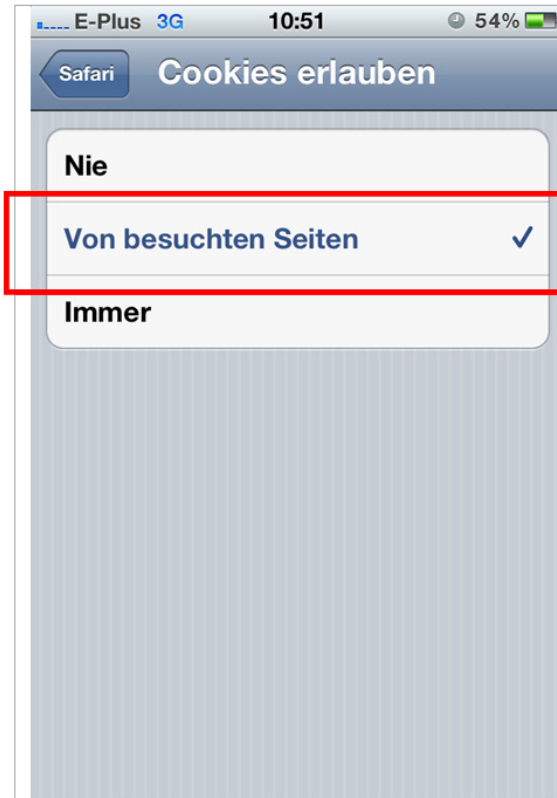 E-Plus 3G 10:51 54%
Safari Cookies erlauben
Nie
Von besuchten Seiten
Immer